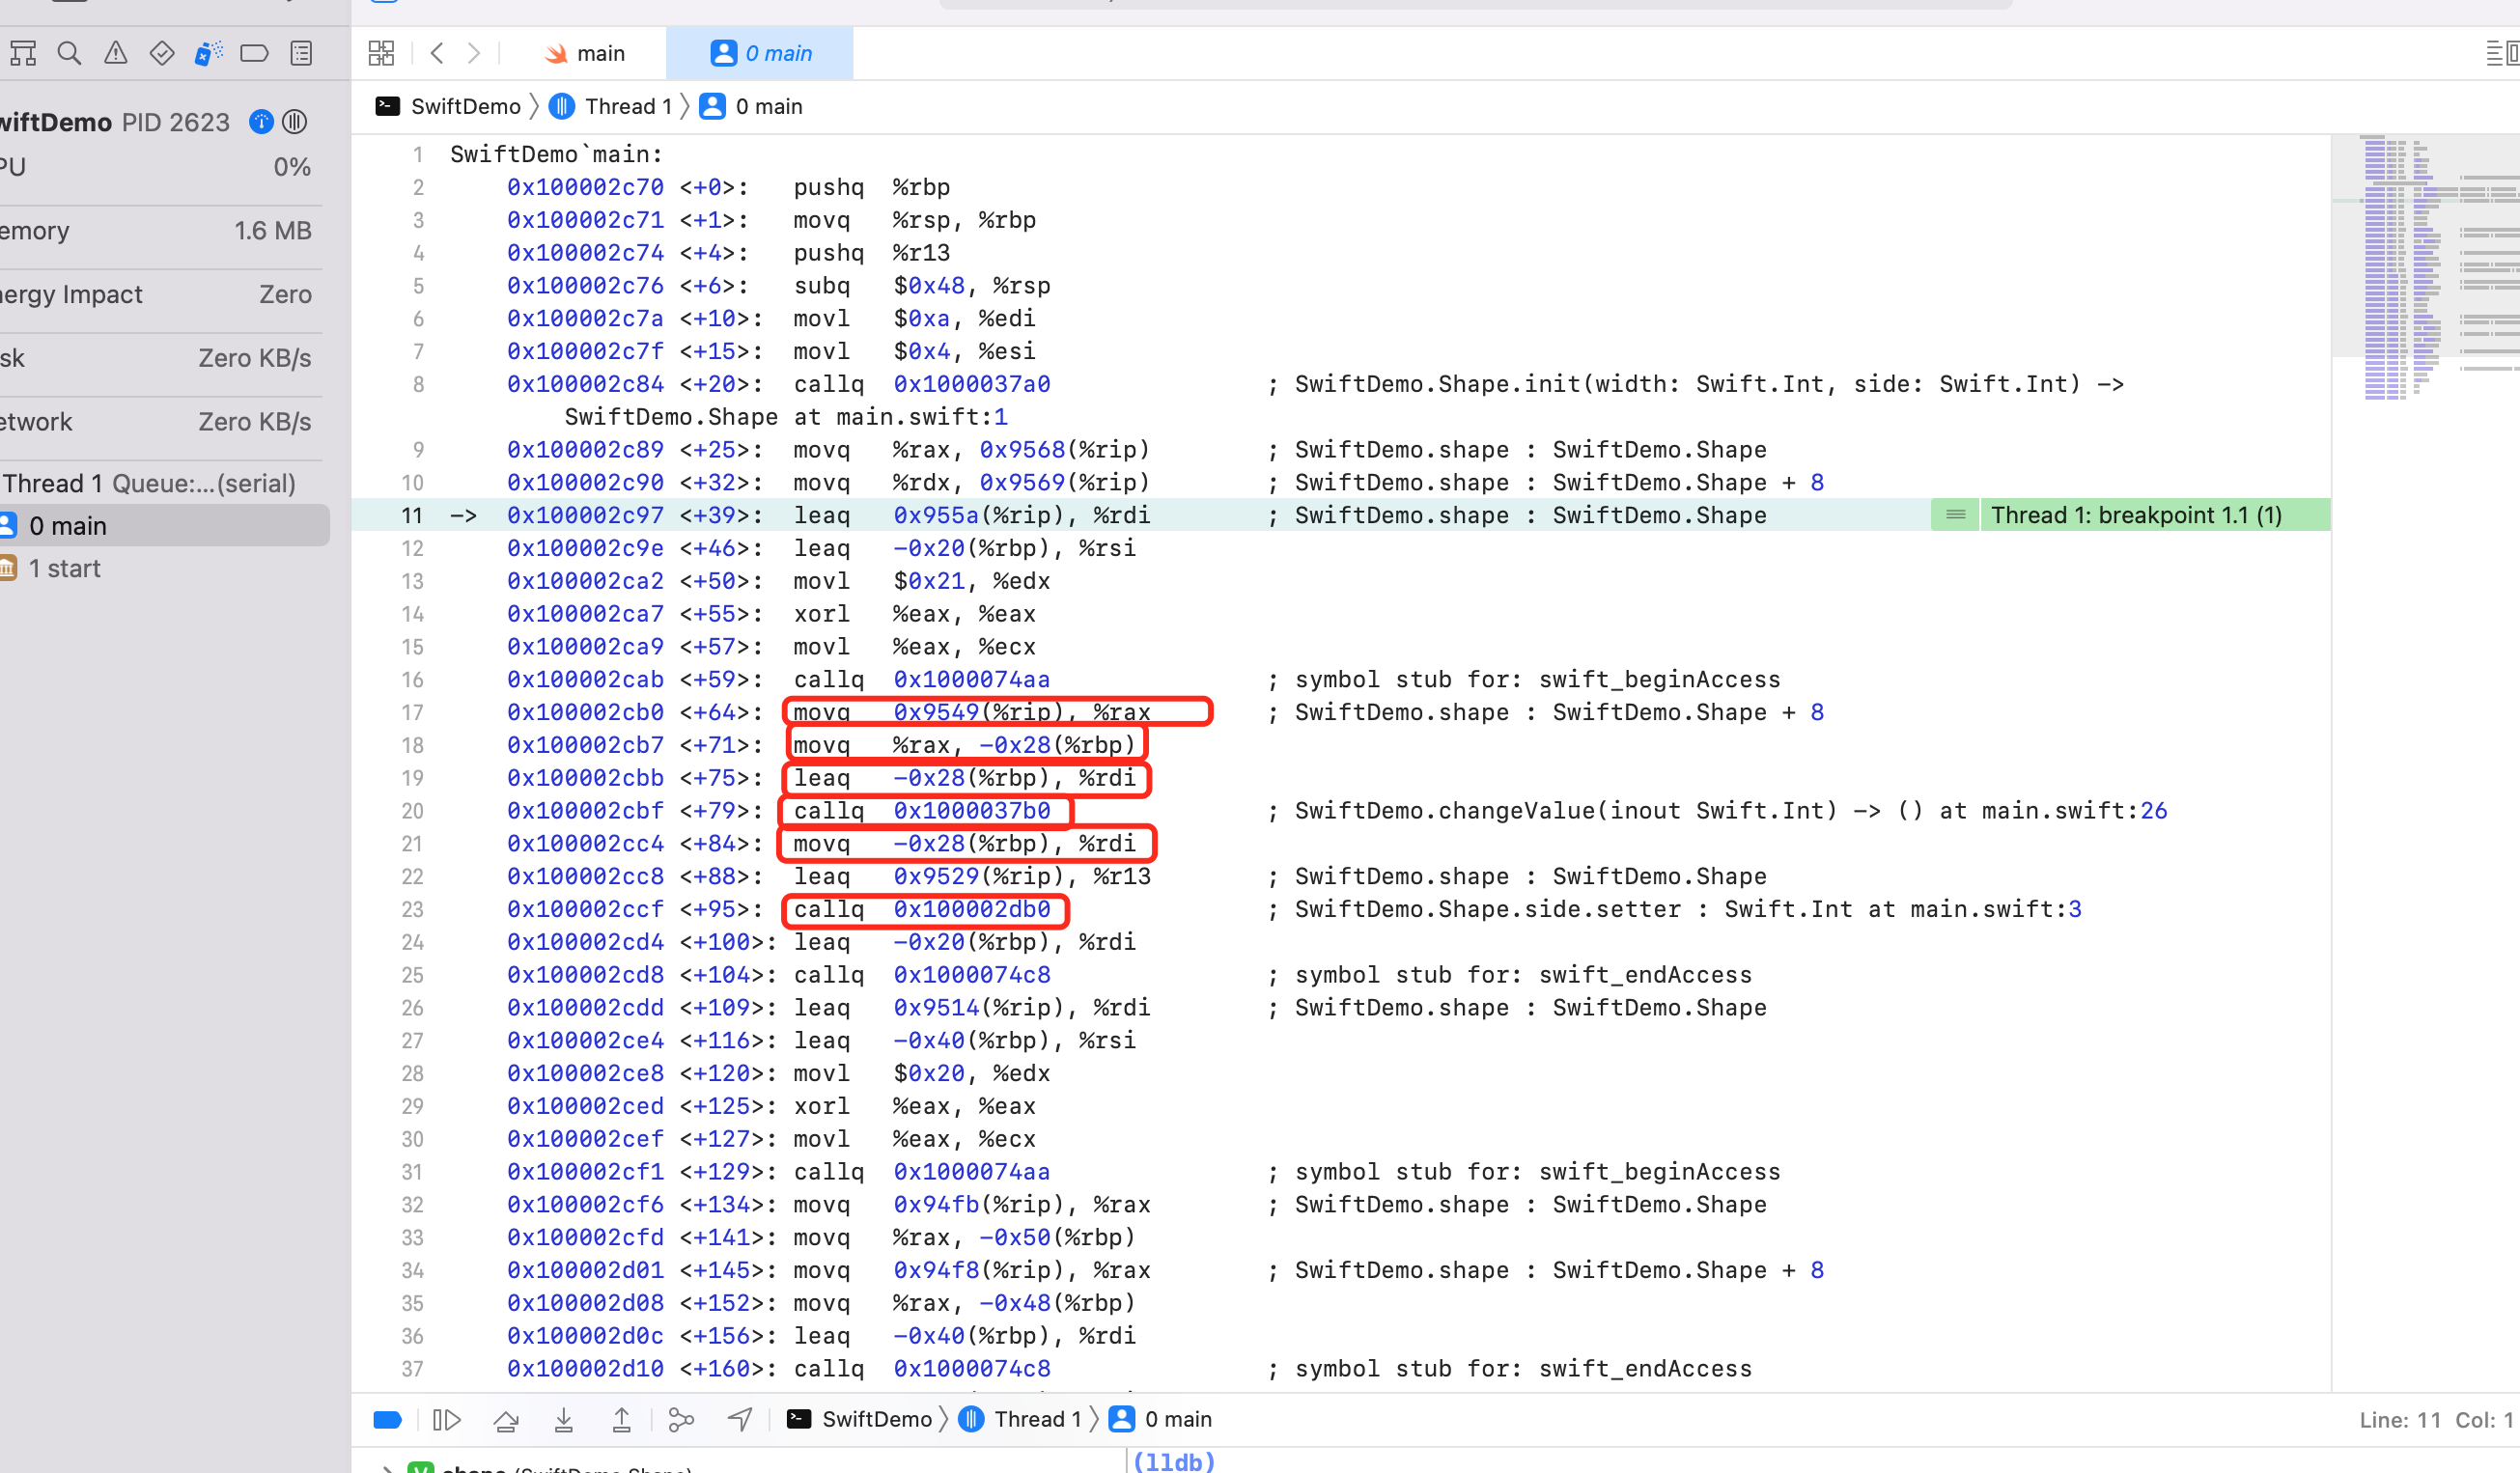 main
0 main
SwiftDemo Thread 1 0 main
wiftDemo PID 2623
PU 0%
emory 1.6 MB
nergy Impact Zero
sk Zero KB/s
etwork Zero KB/s
Thread 1 Queue:...(serial)
0 main
1 start
1 SwiftDemo`main:
2 0x100002c70 <+0>: pushq %rbp
3 0x100002c71 <+1>: movq %rsp, %rbp
4 0x100002c74 <+4>: pushq %r13
5 0x100002c76 <+6>: subq $0x48, %rsp
6 0x100002c7a <+10>: movl $0xa, %edi
7 0x100002c7f <+15>: movl $0x4, %esi
8 0x100002c84 <+20>: callq 0x1000037a0 ; SwiftDemo.Shape.init(width: Swift.Int, side: Swift.Int) ->
SwiftDemo.Shape at main.swift:1
9 0x100002c89 <+25>: movq %rax, 0x9568(%rip) ; SwiftDemo.shape : SwiftDemo.Shape
10 0x100002c90 <+32>: movq %rdx, 0x9569(%rip) ; SwiftDemo.shape : SwiftDemo.Shape + 8
11 -> 0x100002c97 <+39>: leaq 0x955a(%rip), %rdi ; SwiftDemo.shape : SwiftDemo.Shape Thread 1: breakpoint 1.1 (1)
12 0x100002c9e <+46>: leaq -0x20(%rbp), %rsi
13 0x100002ca2 <+50>: movl $0x21, %edx
14 0x100002ca7 <+55>: xorl %eax, %eax
15 0x100002ca9 <+57>: movl %eax, %ecx
16 0x100002cab <+59>: callq 0x1000074aa ; symbol stub for: swift_beginAccess
17 0x100002cb0 <+64>: movq 0x9549(%rip), %rax ; SwiftDemo.shape : SwiftDemo.Shape + 8
18 0x100002cb7 <+71>: movq %rax, -0x28(%rbp)
19 0x100002cbb <+75>: leaq -0x28(%rbp), %rdi
20 0x100002cbf <+79>: callq 0x1000037b0 ; SwiftDemo.changeValue(inout Swift.Int) -> () at main.swift:26
21 0x100002cc4 <+84>: movq -0x28(%rbp), %rdi
22 0x100002cc8 <+88>: leaq 0x9529(%rip), %r13 ; SwiftDemo.shape : SwiftDemo.Shape
23 0x100002ccf <+95>: callq 0x100002db0 ; SwiftDemo.Shape.side.setter : Swift.Int at main.swift:3
24 0x100002cd4 <+100>: leaq -0x20(%rbp), %rdi
25 0x100002cd8 <+104>: callq 0x1000074c8 ; symbol stub for: swift_endAccess
26 0x100002cdd <+109>: leaq 0x9514(%rip), %rdi ; SwiftDemo.shape : SwiftDemo.Shape
27 0x100002ce4 <+116>: leaq -0x40(%rbp), %rsi
28 0x100002ce8 <+120>: movl $0x20, %edx
29 0x100002ced <+125>: xorl %eax, %eax
30 0x100002cef <+127>: movl %eax, %ecx
31 0x100002cf1 <+129>: callq 0x1000074aa ; symbol stub for: swift_beginAccess
32 0x100002cf6 <+134>: movq 0x94fb(%rip), %rax ; SwiftDemo.shape : SwiftDemo.Shape
33 0x100002cfd <+141>: movq %rax, -0x50(%rbp)
34 0x100002d01 <+145>: movq 0x94f8(%rip), %rax ; SwiftDemo.shape : SwiftDemo.Shape + 8
35 0x100002d08 <+152>: movq %rax, -0x48(%rbp)
36 0x100002d0c <+156>: leaq -0x40(%rbp), %rdi
37 0x100002d10 <+160>: callq 0x1000074c8 ; symbol stub for: swift_endAccess
SwiftDemo Thread 1 0 main Line: 11 Col: 1
shape (SwiftDemo.Shape) (lldb)